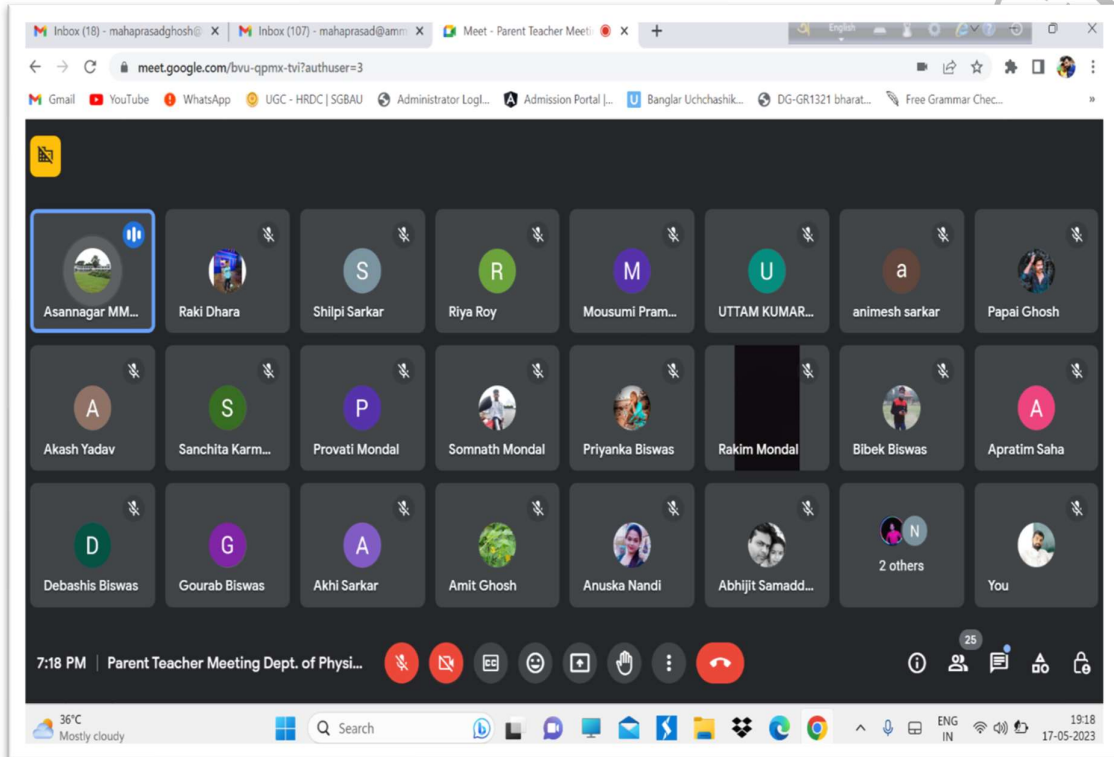 Inbox (18) - mahaprasadghosh@ Inbox (107) - mahaprasad@amm Meet - Parent Teacher Meeti English
meet.google.com/bvu-qpmx-tvi?authuser=3
Gmail YouTube WhatsApp UGC - HRDC | SGBAU Administrator LogI... Admission Portal |... Banglar Uchchashik... DG-GR1321 bharat... Free Grammar Chec... »
Asannagar MM... Raki Dhara S Shilpi Sarkar R Riya Roy M Mousumi Pram... U UTTAM KUMAR... a animesh sarkar Papai Ghosh
A Akash Yadav S Sanchita Karm... P Provati Mondal Somnath Mondal Priyanka Biswas Rakim Mondal Bibek Biswas A Apratim Saha
D Debashis Biswas G Gourab Biswas A Akhi Sarkar Amit Ghosh Anuska Nandi Abhijit Samadd... N 2 others You
25
7:18 PM | Parent Teacher Meeting Dept. of Physi... CC
36°C Search ENG 19:18
Mostly cloudy IN 17-05-2023